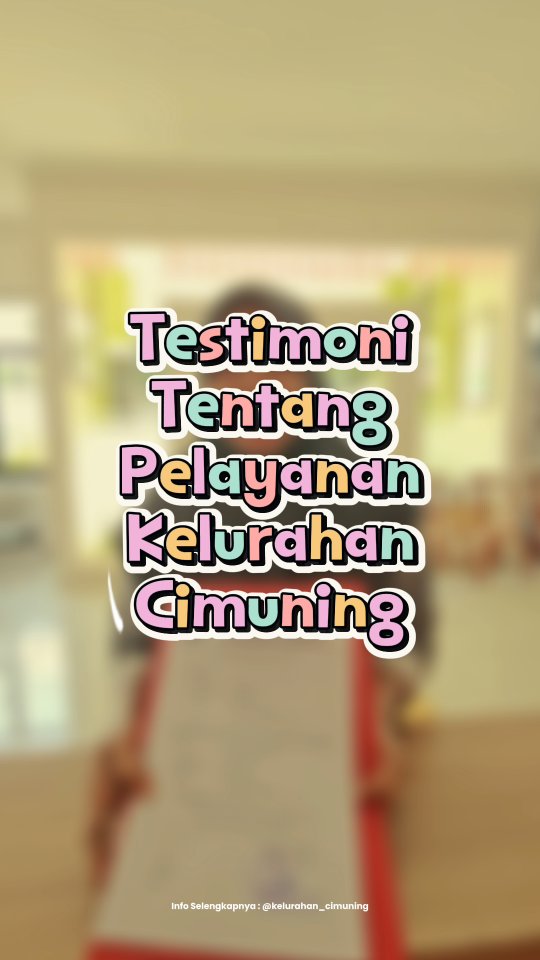 Testimoni
Tentang
Pelayanan
Kelurahan
Cimuning
Info Selengkapnya : @kelurahan_cimuning